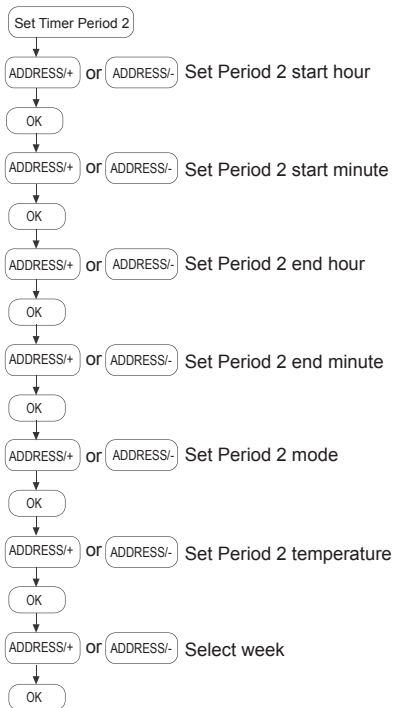 Set Timer Period 2
ADDRESS/+ or ADDRESS/- Set Period 2 start hour
OK
ADDRESS/+ or ADDRESS/- Set Period 2 start minute
OK
ADDRESS/+ or ADDRESS/- Set Period 2 end hour
OK
ADDRESS/+ or ADDRESS/- Set Period 2 end minute
OK
ADDRESS/+ or ADDRESS/- Set Period 2 mode
OK
ADDRESS/+ or ADDRESS/- Set Period 2 temperature
OK
ADDRESS/+ or ADDRESS/- Select week
OK